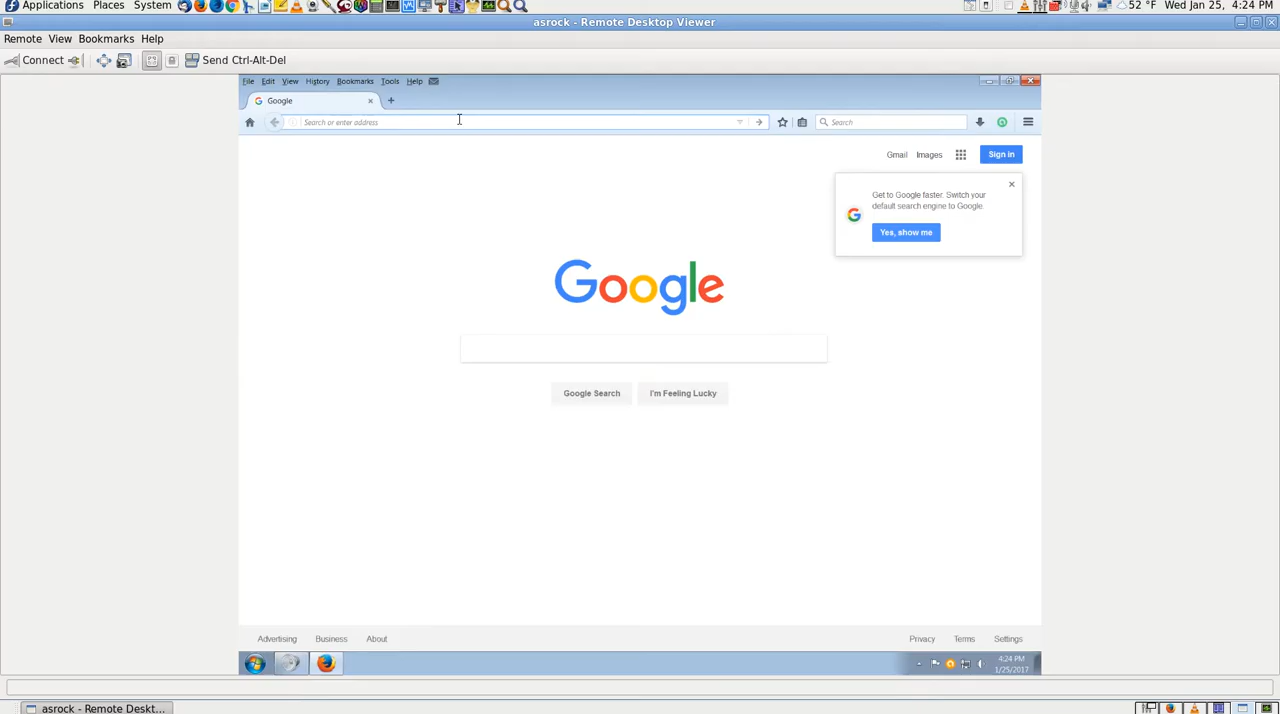 Applications Places System 52 °F Wed Jan 25, 4:24 PM
asrock - Remote Desktop Viewer
Remote View Bookmarks Help
Connect Send Ctrl-Alt-Del
File Edit View History Bookmarks Tools Help
Google
Search or enter address Search
Gmail Images Sign in
Get to Google faster. Switch your
default search engine to Google.
Yes, show me
Google
Google Search I'm Feeling Lucky
Advertising Business About Privacy Terms Settings
4:24 PM
1/25/2017
asrock - Remote Deskt...